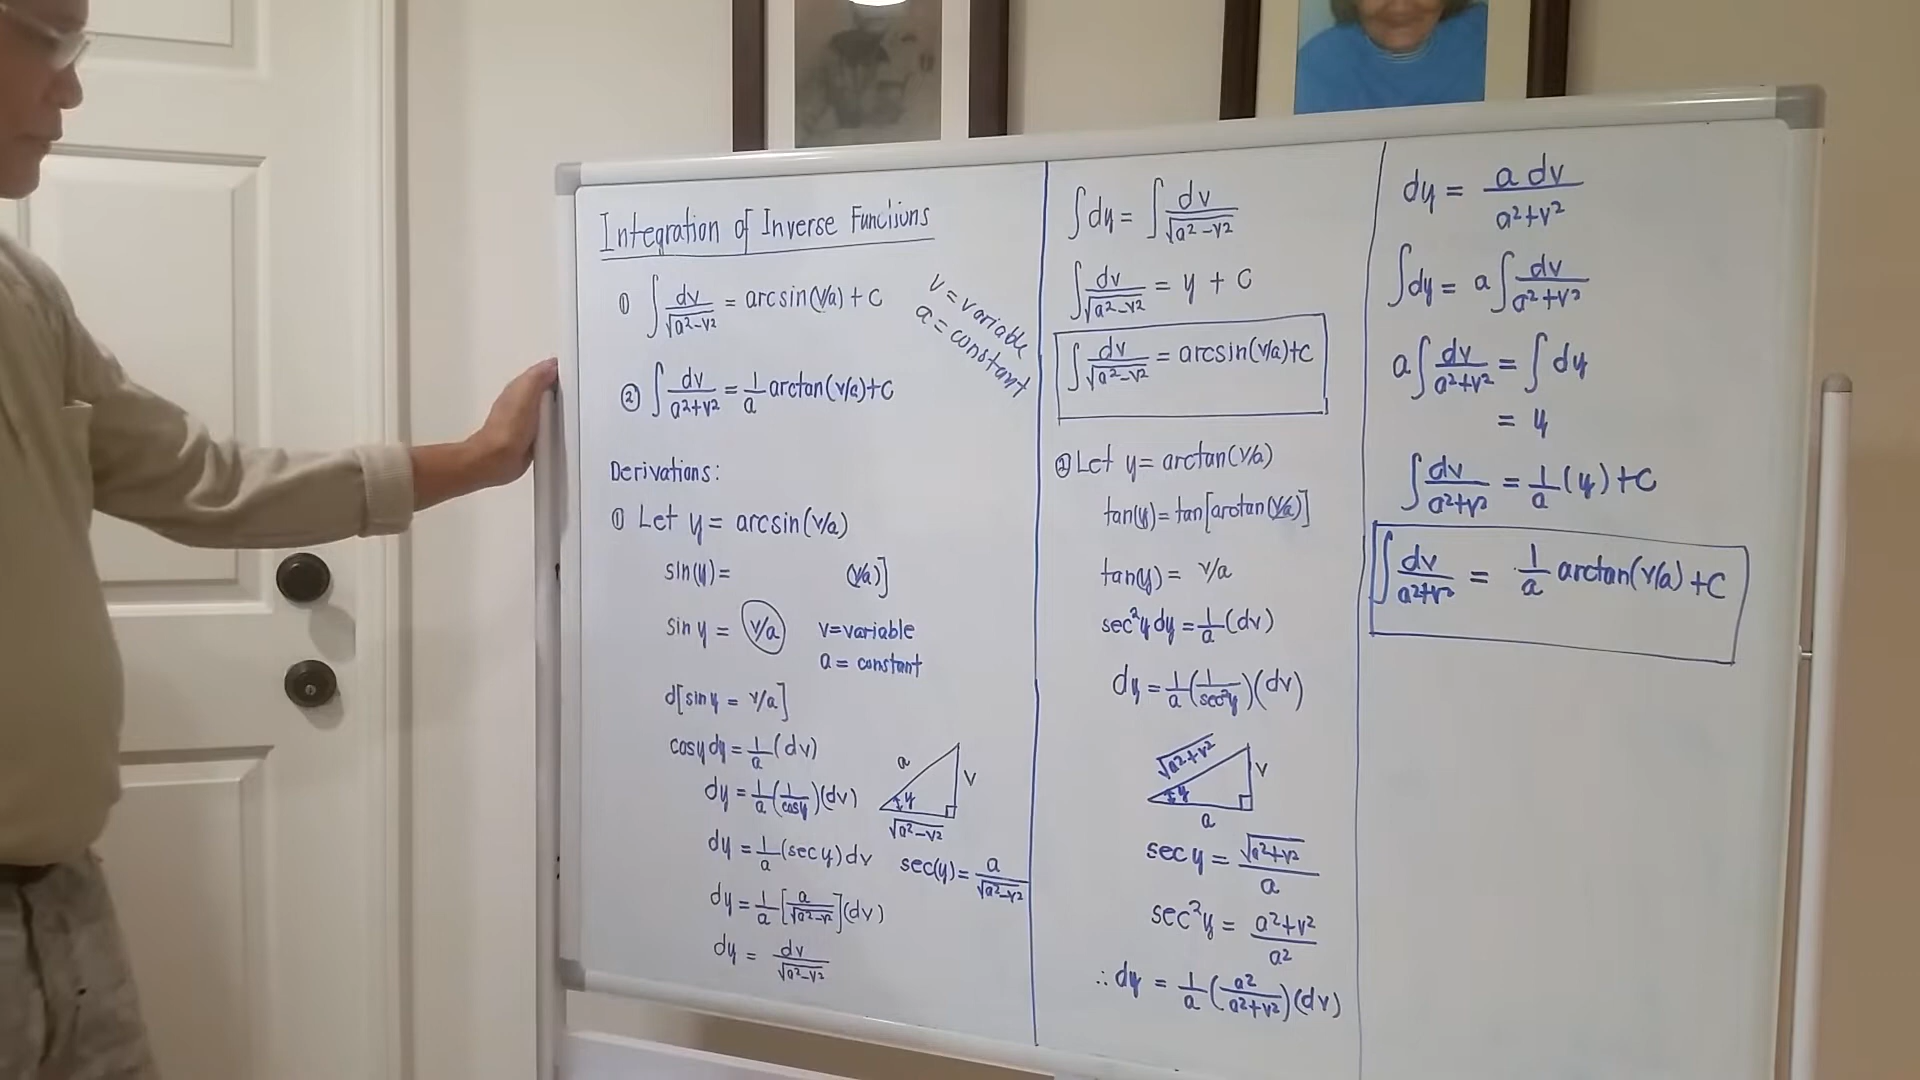 Integration of Inverse Functions
① ∫ dv/√(a²-v²) = arcsin(v/a) + C
v = variable
a = constant
② ∫ dv/(a²+v²) = 1/a arctan(v/a) + C
Derivations:
① Let y = arcsin(v/a)
sin(y) = (v/a)]
sin y = v/a v = variable
a = constant
d[sin y = v/a]
cos y dy = 1/a (dv)
dy = 1/a (1/cos y)(dv)
a
v
y
√(a²-v²)
dy = 1/a (sec y) dv sec(y) = a/√(a²-v²)
dy = 1/a [a/√(a²-v²)](dv)
dy = dv/√(a²-v²)
∫dy = ∫ dv/√(a²-v²)
∫ dv/√(a²-v²) = y + C
∫ dv/√(a²-v²) = arcsin(v/a) + C
② Let y = arctan(v/a)
tan(y) = tan[arctan(v/a)]
tan(y) = v/a
sec²y dy = 1/a (dv)
dy = 1/a (1/sec²y)(dv)
√(a²+v²)
v
y
a
sec y = √(a²+v²)/a
sec²y = (a²+v²)/a²
∴ dy = 1/a (a²/(a²+v²))(dv)
dy = a dv/(a²+v²)
∫dy = a∫ dv/(a²+v²)
a∫ dv/(a²+v²) = ∫ dy
= y
∫ dv/(a²+v²) = 1/a (y) + C
∫ dv/(a²+v²) = 1/a arctan(v/a) + C